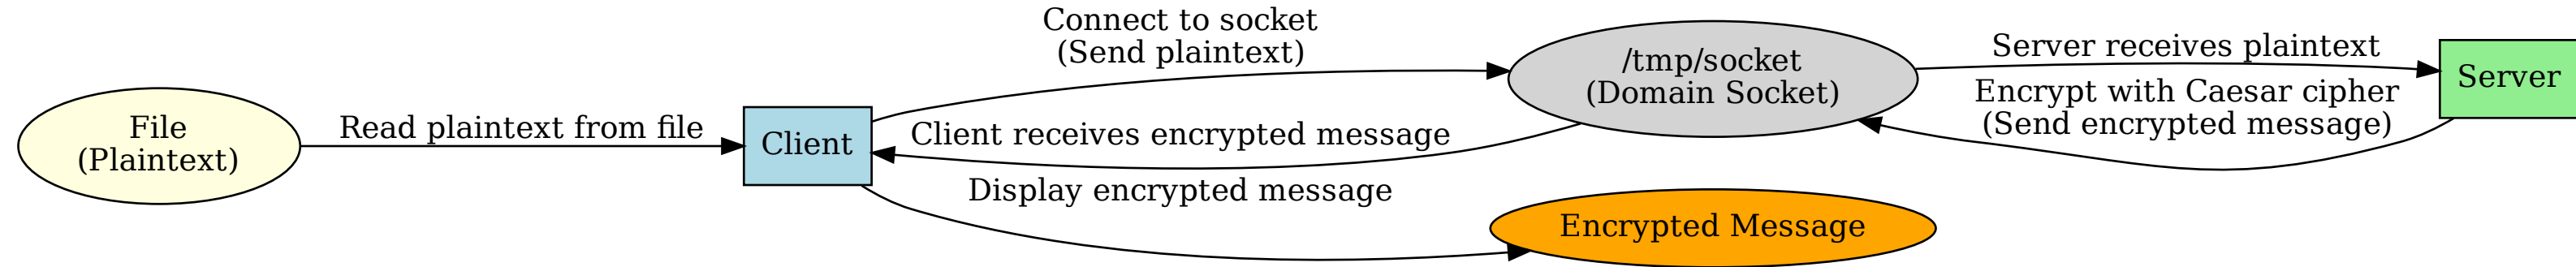 File
(Plaintext)
Read plaintext from file
Client
Connect to socket
(Send plaintext)
Client receives encrypted message
Display encrypted message
/tmp/socket
(Domain Socket)
Encrypted Message
Server receives plaintext
Encrypt with Caesar cipher
(Send encrypted message)
Server